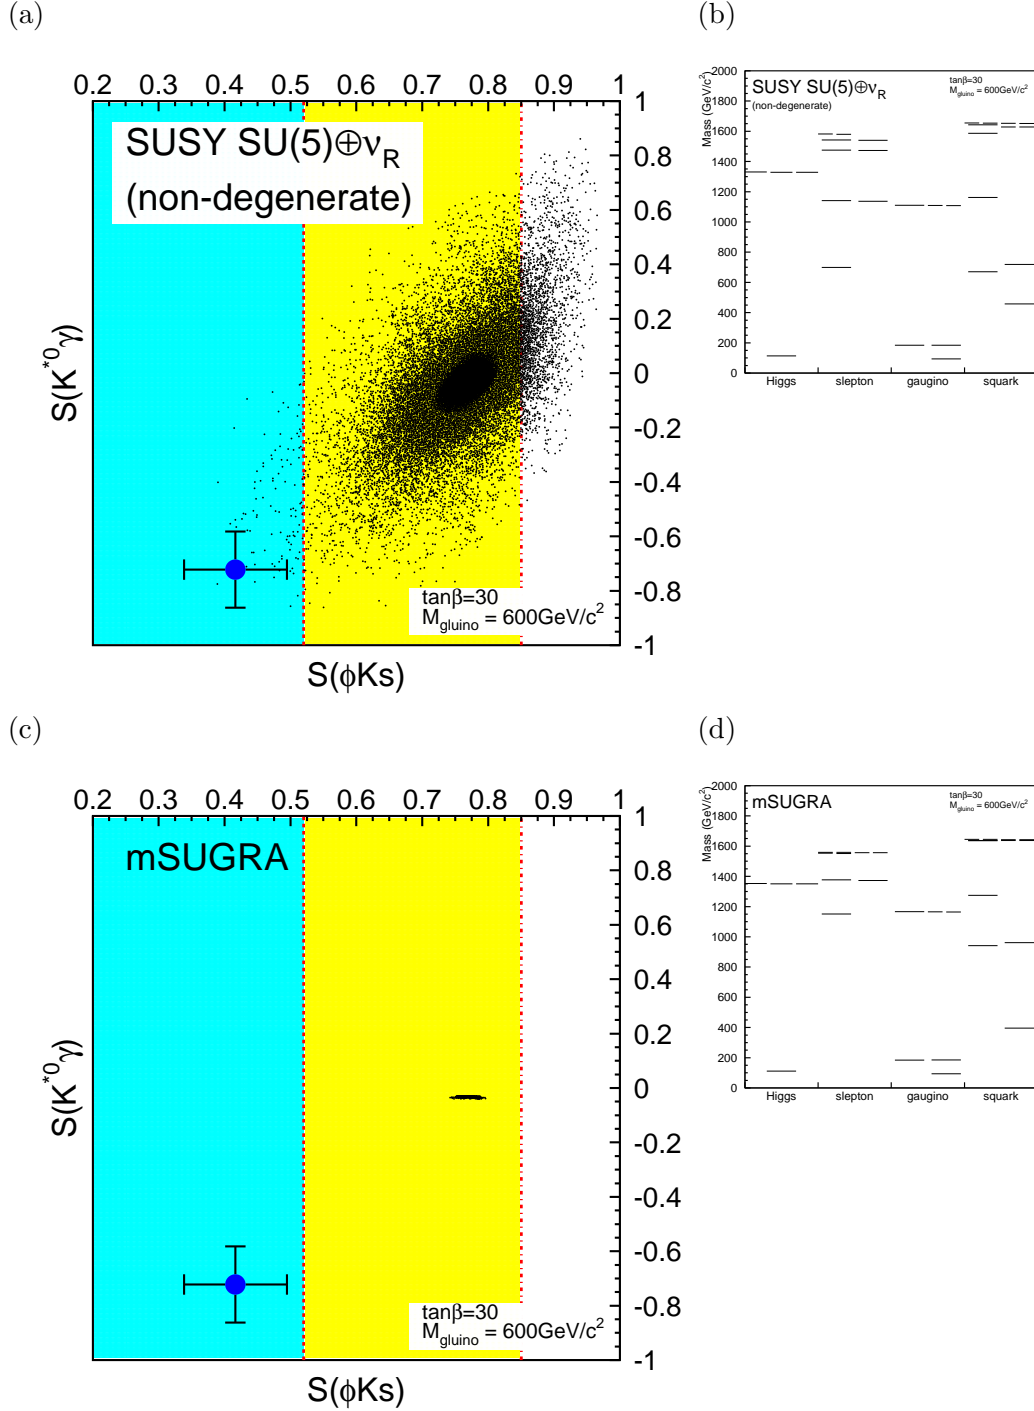 (a)
(b)
0.2 0.3 0.4 0.5 0.6 0.7 0.8 0.9 1
SUSY SU(5)⊕νR
(non-degenerate)
1
0.8
0.6
0.4
0.2
0
-0.2
-0.4
-0.6
-0.8
-1
S(K*0γ)
tanβ=30
Mgluino = 600GeV/c2
S(φKs)
Mass (GeV/c2)
2000
1800
1600
1400
1200
1000
800
600
400
200
0
SUSY SU(5)⊕νR
(non-degenerate)
tanβ=30
Mgluino = 600GeV/c2
Higgs slepton gaugino squark
(c)
(d)
0.2 0.3 0.4 0.5 0.6 0.7 0.8 0.9 1
mSUGRA
1
0.8
0.6
0.4
0.2
0
-0.2
-0.4
-0.6
-0.8
-1
S(K*0γ)
tanβ=30
Mgluino = 600GeV/c2
S(φKs)
Mass (GeV/c2)
2000
1800
1600
1400
1200
1000
800
600
400
200
0
mSUGRA
tanβ=30
Mgluino = 600GeV/c2
Higgs slepton gaugino squark